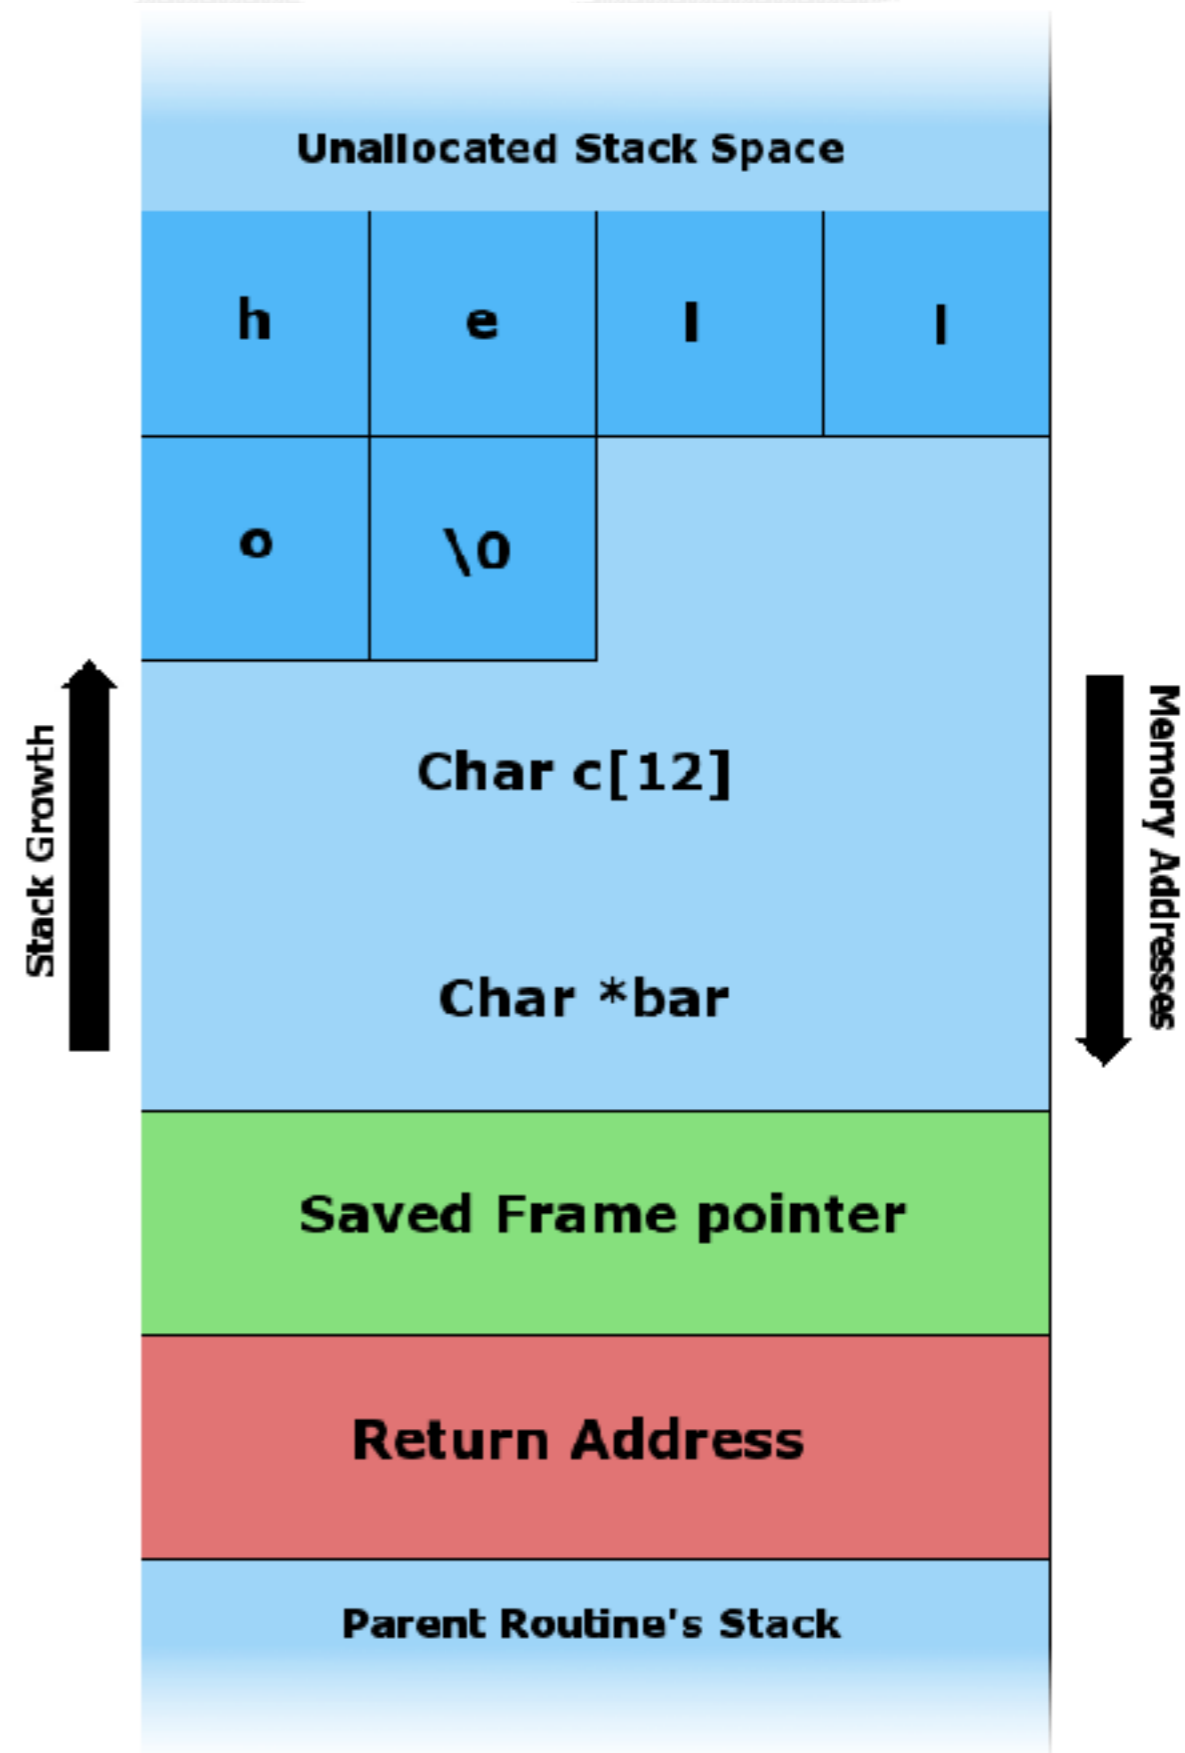 Unallocated Stack Space
h e l l
o \0
Char c[12]
Stack Growth
Memory Addresses
Char *bar
Saved Frame pointer
Return Address
Parent Routine's Stack